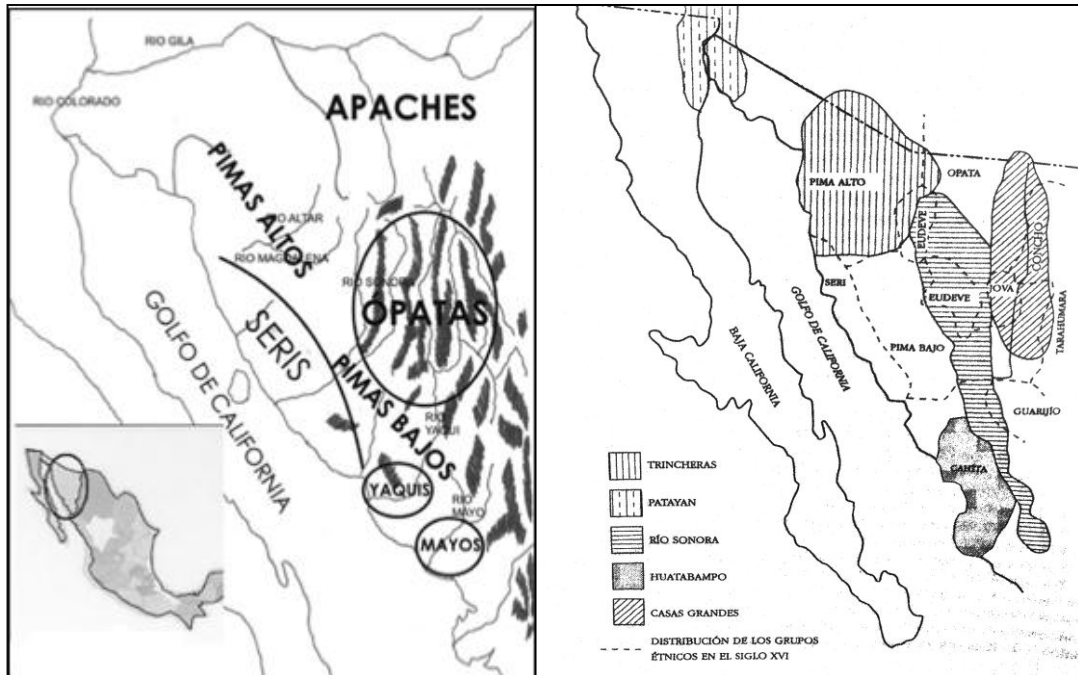 RIO GILA
RIO COLORADO
APACHES
PIMAS ALTOS
RIO ALTAR
RIO MAGDALENA
RIO SONORA
OPATAS
SERIS
GOLFO DE CALIFORNIA
PIMAS BAJOS
RIO
YAQUI
YAQUIS
RIO
MAYO
MAYOS
PIMA ALTO
OPATA
EUDEVE
CONCHO
SERI
EUDEVE
JOVA
GOLFO DE CALIFORNIA
BAJA CALIFORNIA
PIMA BAJO
TARAHUMARA
GUARIJÍO
CAHITA
TRINCHERAS
PATAYAN
RÍO SONORA
HUATABAMPO
CASAS GRANDES
DISTRIBUCIÓN DE LOS GRUPOS
ÉTNICOS EN EL SIGLO XVI